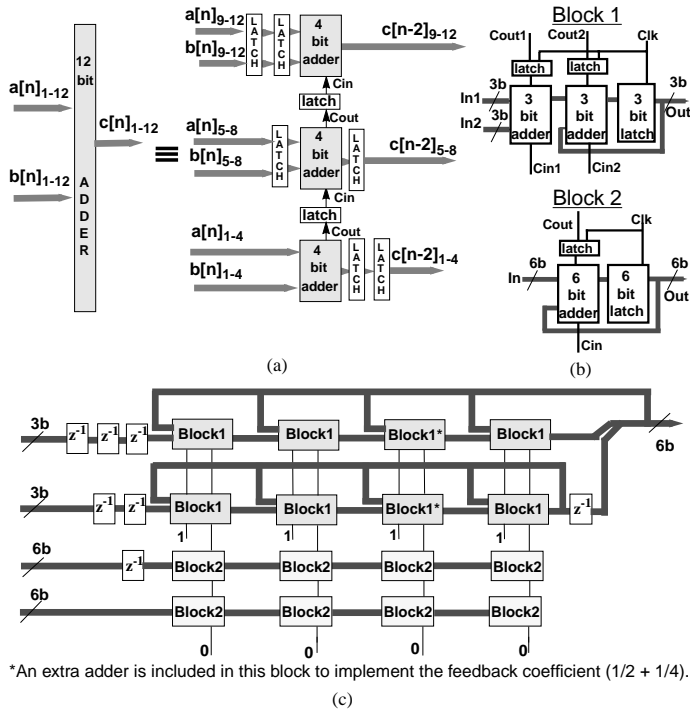 a[n]9-12
b[n]9-12
LATCH
LATCH
4 bit adder
c[n-2]9-12
Cin
latch
Cout
12 bit ADDER
a[n]1-12
b[n]1-12
c[n]1-12
≡
a[n]5-8
b[n]5-8
LATCH
4 bit adder
LATCH
c[n-2]5-8
Cin
latch
Cout
a[n]1-4
b[n]1-4
4 bit adder
LATCH
LATCH
c[n-2]1-4
(a)
Block 1
Cout1
Cout2
Clk
latch
latch
3b
In1
In2
3b
3 bit adder
3 bit adder
3 bit latch
3b
Out
Cin1
Cin2
Block 2
Cout
Clk
latch
6b
In
6 bit adder
6 bit latch
6b
Out
Cin
(b)
3b
z-1
z-1
z-1
Block1
Block1
Block1*
Block1
6b
3b
z-1
z-1
Block1
Block1
Block1*
Block1
z-1
1
1
1
1
6b
z-1
Block2
Block2
Block2
Block2
6b
Block2
Block2
Block2
Block2
0
0
0
0
*An extra adder is included in this block to implement the feedback coefficient (1/2 + 1/4).
(c)